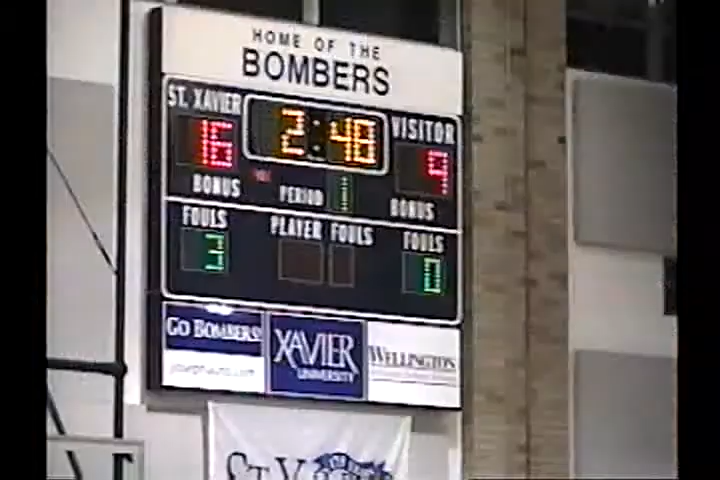 HOME OF THE
BOMBERS
ST. XAVIER 2:48 VISITOR
16 9
BONUS PERIOD 1 BONUS
FOULS PLAYER FOULS FOULS
3 0
GO BOMBERS! XAVIER UNIVERSITY WELLINGTON
ST. X